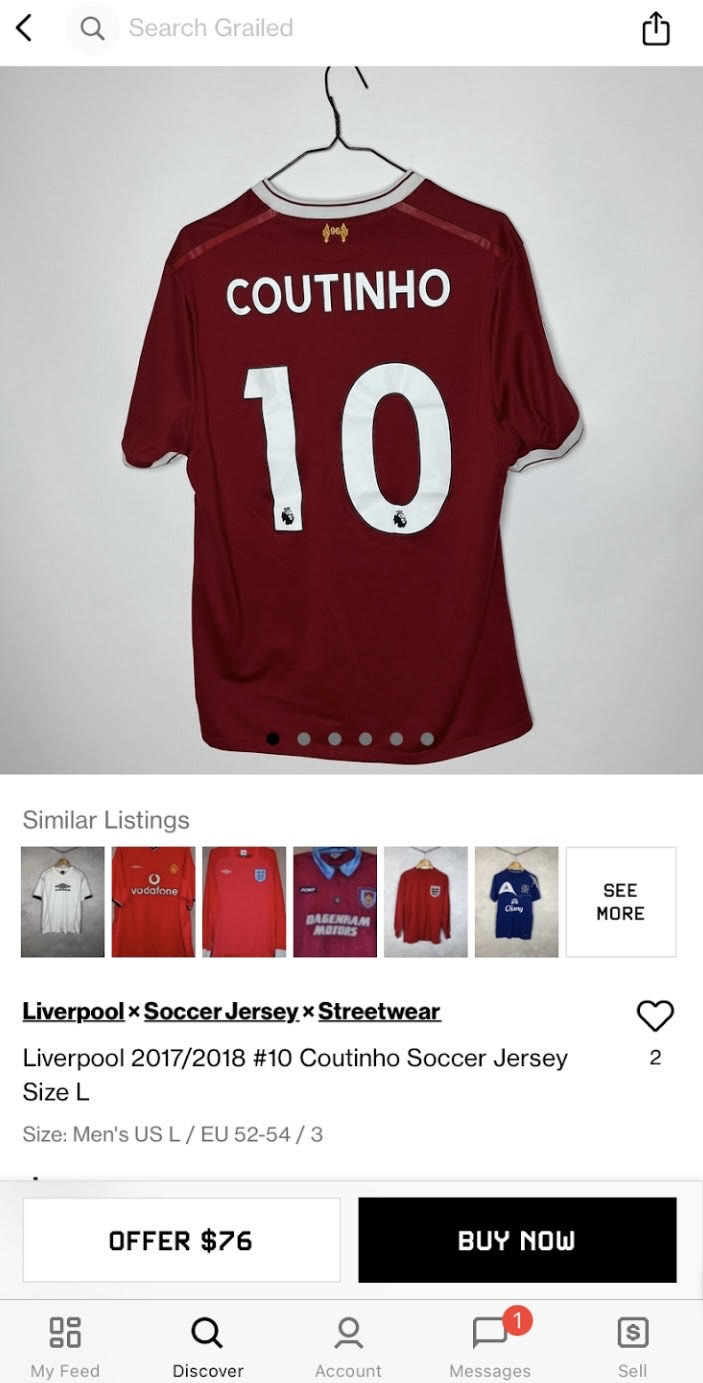 Search Grailed
96
COUTINHO
10
Similar Listings
vodafone
DAGENHAM
MOTORS
Chang
SEE
MORE
Liverpool × Soccer Jersey × Streetwear
Liverpool 2017/2018 #10 Coutinho Soccer Jersey
Size L
2
Size: Men's US L / EU 52-54 / 3
OFFER $76
BUY NOW
1
My Feed
Discover
Account
Messages
Sell